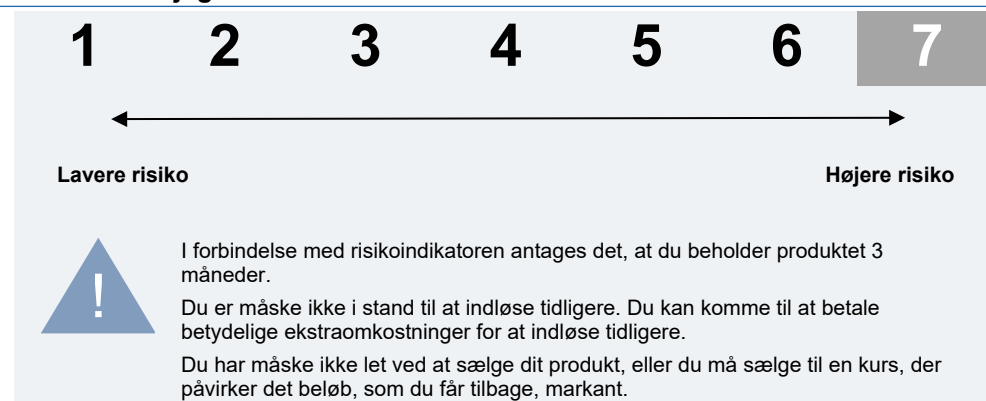 1 2 3 4 5 6 7
Lavere risiko Højere risiko
!
I forbindelse med risikoindikatoren antages det, at du beholder produktet 3
måneder.
Du er måske ikke i stand til at indløse tidligere. Du kan komme til at betale
betydelige ekstraomkostninger for at indløse tidligere.
Du har måske ikke let ved at sælge dit produkt, eller du må sælge til en kurs, der
påvirker det beløb, som du får tilbage, markant.